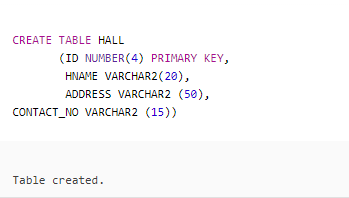 CREATE TABLE HALL
(ID NUMBER(4) PRIMARY KEY,
HNAME VARCHAR2(20),
ADDRESS VARCHAR2 (50),
CONTACT_NO VARCHAR2 (15))
Table created.